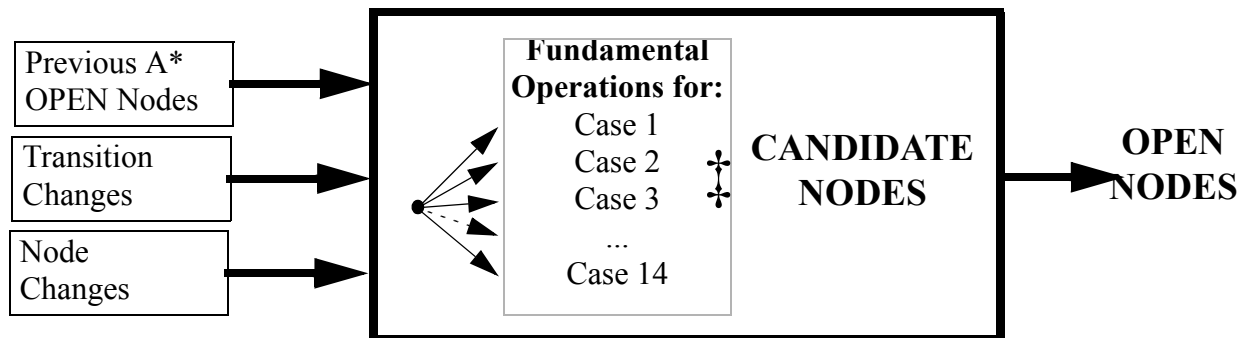 Previous A*
OPEN Nodes
Transition
Changes
Node
Changes
Fundamental
Operations for:
Case 1
Case 2
Case 3
...
Case 14
‡
‡
CANDIDATE
NODES
OPEN
NODES